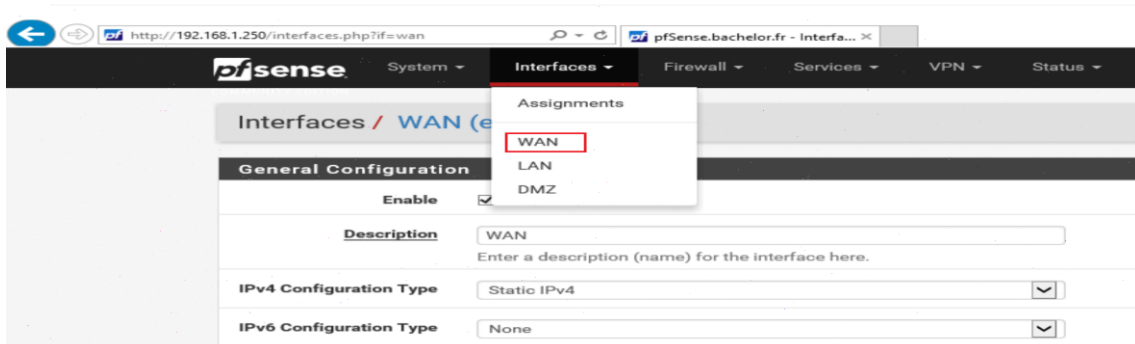 http://192.168.1.250/interfaces.php?if=wan
pfSense.bachelor.fr - Interfa...
pfsense System Interfaces Firewall Services VPN Status
Assignments
WAN
LAN
DMZ
Interfaces / WAN (e
General Configuration
Enable
Description WAN
Enter a description (name) for the interface here.
IPv4 Configuration Type Static IPv4
IPv6 Configuration Type None